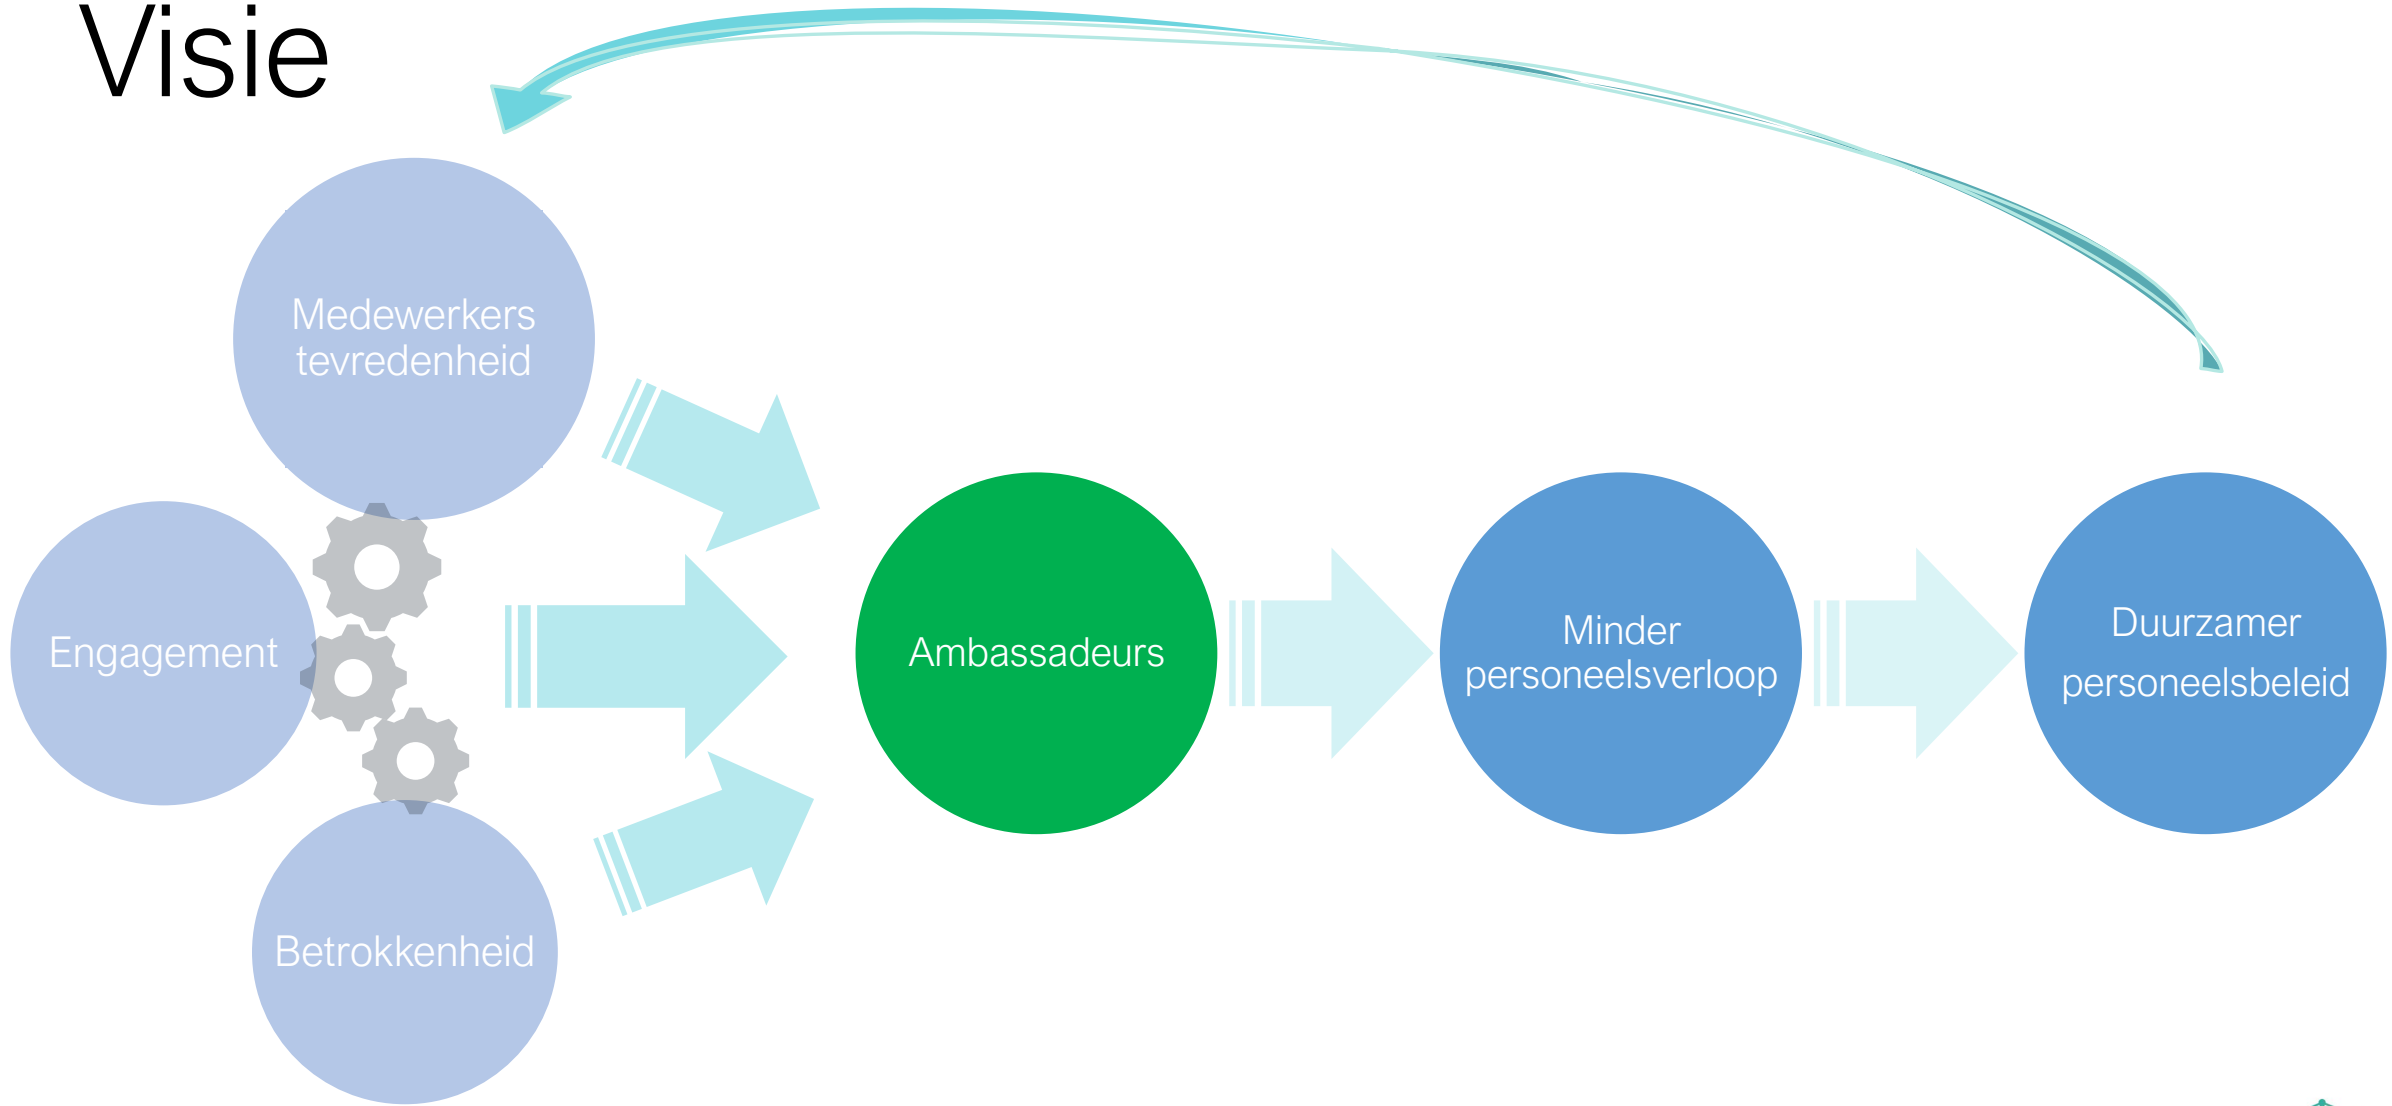 Visie
Medewerkers
tevredenheid
Engagement
Betrokkenheid
Ambassadeurs
Minder
personeelsverloop
Duurzamer
personeelsbeleid